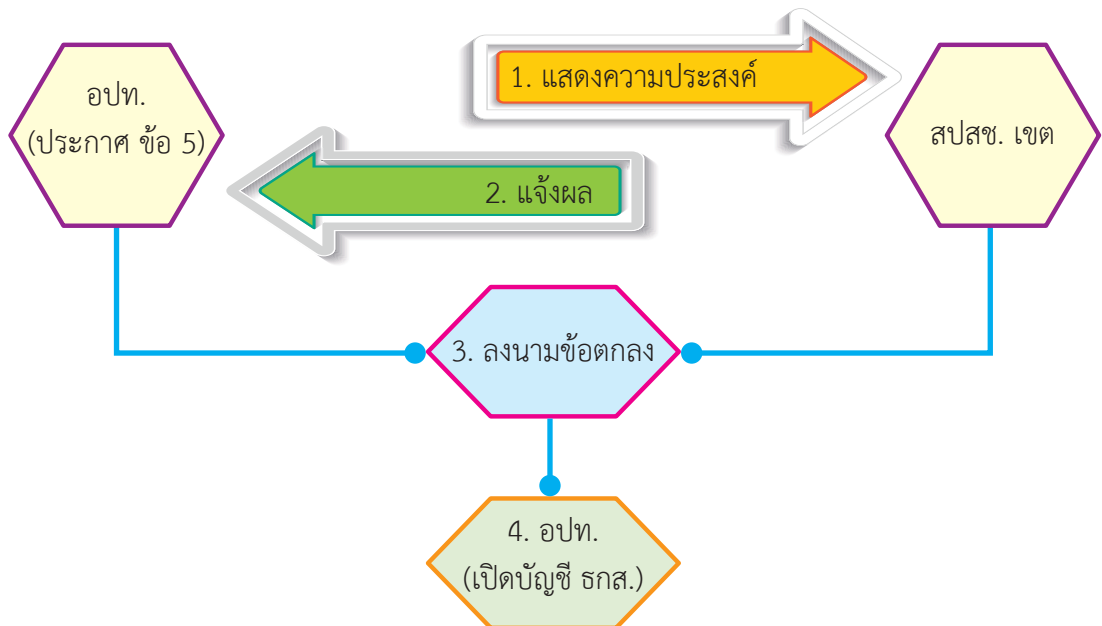 1. แสดงความประสงค์
อปท.
(ประกาศ ข้อ 5)
สปสช. เขต
2. แจ้งผล
3. ลงนามข้อตกลง
4. อปท.
(เปิดบัญชี ธกส.)